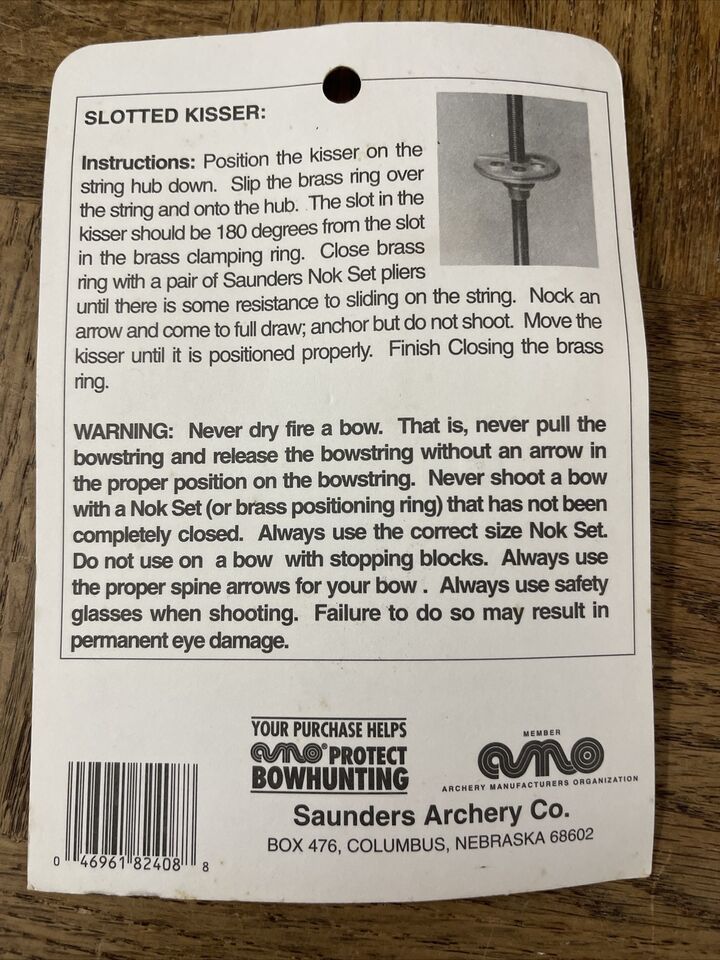 SLOTTED KISSER:
Instructions: Position the kisser on the
string hub down. Slip the brass ring over
the string and onto the hub. The slot in the
kisser should be 180 degrees from the slot
in the brass clamping ring. Close brass
ring with a pair of Saunders Nok Set pliers
until there is some resistance to sliding on the string. Nock an
arrow and come to full draw; anchor but do not shoot. Move the
kisser until it is positioned properly. Finish Closing the brass
ring.
WARNING: Never dry fire a bow. That is, never pull the
bowstring and release the bowstring without an arrow in
the proper position on the bowstring. Never shoot a bow
with a Nok Set (or brass positioning ring) that has not been
completely closed. Always use the correct size Nok Set.
Do not use on a bow with stopping blocks. Always use
the proper spine arrows for your bow . Always use safety
glasses when shooting. Failure to do so may result in
permanent eye damage.
YOUR PURCHASE HELPS
amo® PROTECT
BOWHUNTING
MEMBER
amo
ARCHERY MANUFACTURERS ORGANIZATION
Saunders Archery Co.
BOX 476, COLUMBUS, NEBRASKA 68602
0 46961 82408 8